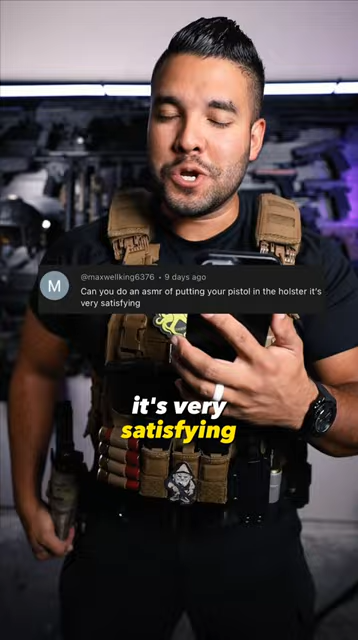 M
@maxwellking6376 • 9 days ago
Can you do an asmr of putting your pistol in the holster it's
very satisfying
it's very
satisfying